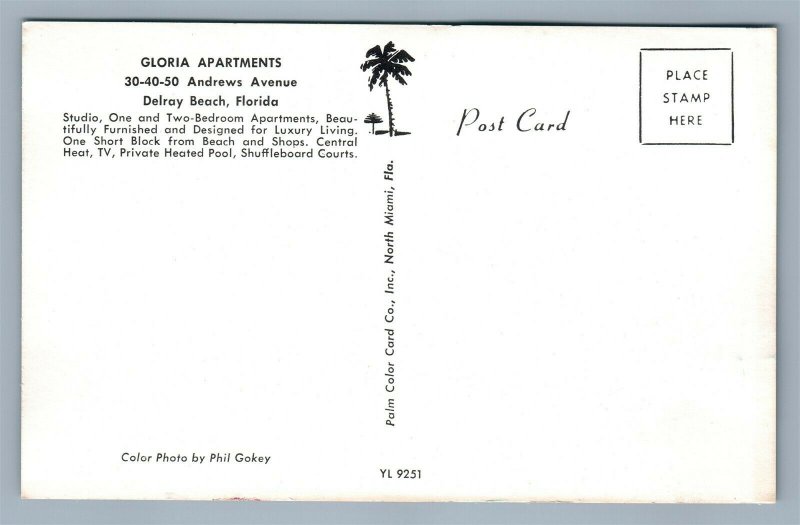 GLORIA APARTMENTS
30-40-50 Andrews Avenue
Delray Beach, Florida
Studio, One and Two-Bedroom Apartments, Beau-
tifully Furnished and Designed for Luxury Living.
One Short Block from Beach and Shops. Central
Heat, TV, Private Heated Pool, Shuffleboard Courts.
Color Photo by Phil Gokey
Palm Color Card Co., Inc., North Miami, Fla.
YL 9251
Post Card
PLACE
STAMP
HERE